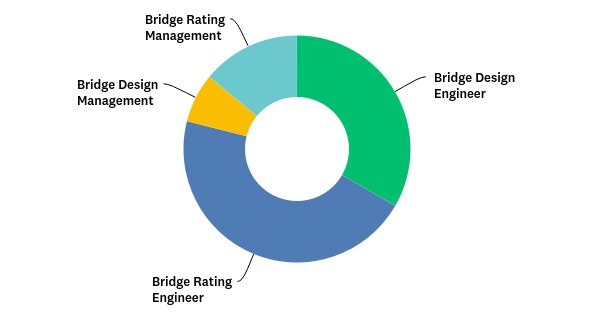 Bridge Rating
Management
Bridge Design
Management
Bridge Design
Engineer
Bridge Rating
Engineer